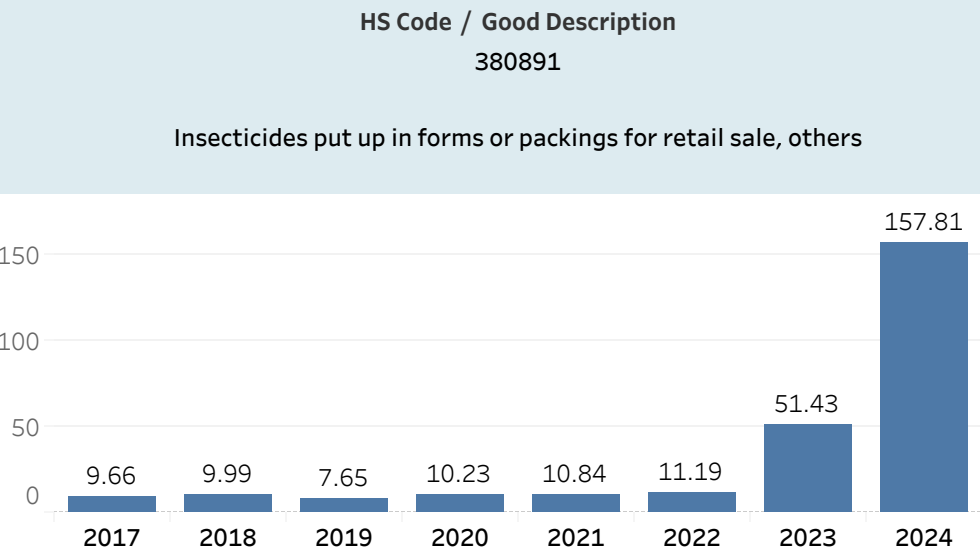 HS Code / Good Description
380891
Insecticides put up in forms or packings for retail sale, others
157.81
150
100
51.43
50
9.66 9.99 7.65 10.23 10.84 11.19
0
2017 2018 2019 2020 2021 2022 2023 2024